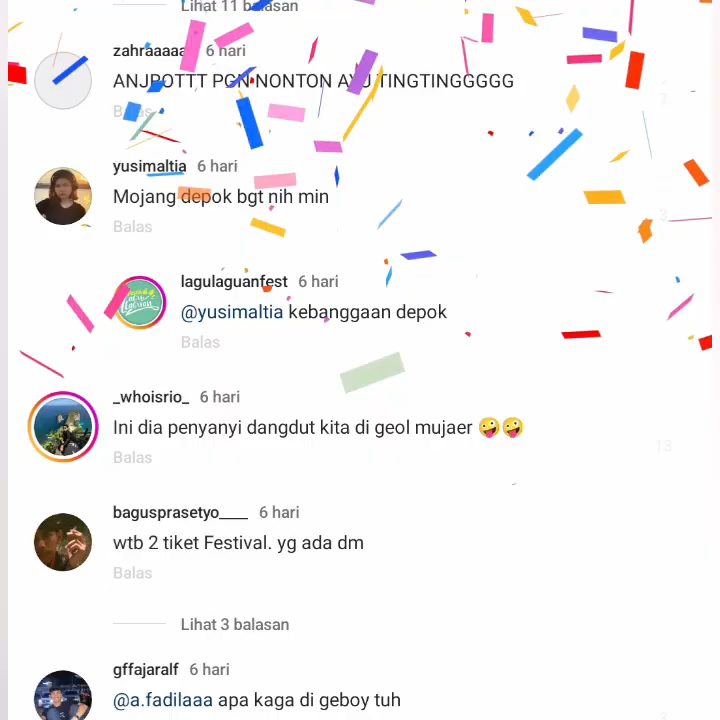 Lihat 11 balasan
zahraaaaa 6 hari
ANJROTTT PGN NONTON AYU TINGTINGGGGG
Balas
2
yusimaltia 6 hari
Mojang depok bgt nih min
3
Balas
lagulaguanfest 6 hari
@yusimaltia kebanggaan depok
Balas
_whoisrio_ 6 hari
Ini dia penyanyi dangdut kita di geol mujaer 🤪🤪
13
Balas
bagusprasetyo____ 6 hari
wtb 2 tiket Festival. yg ada dm
Balas
Lihat 3 balasan
gffajaralf 6 hari
@a.fadilaaa apa kaga di geboy tuh